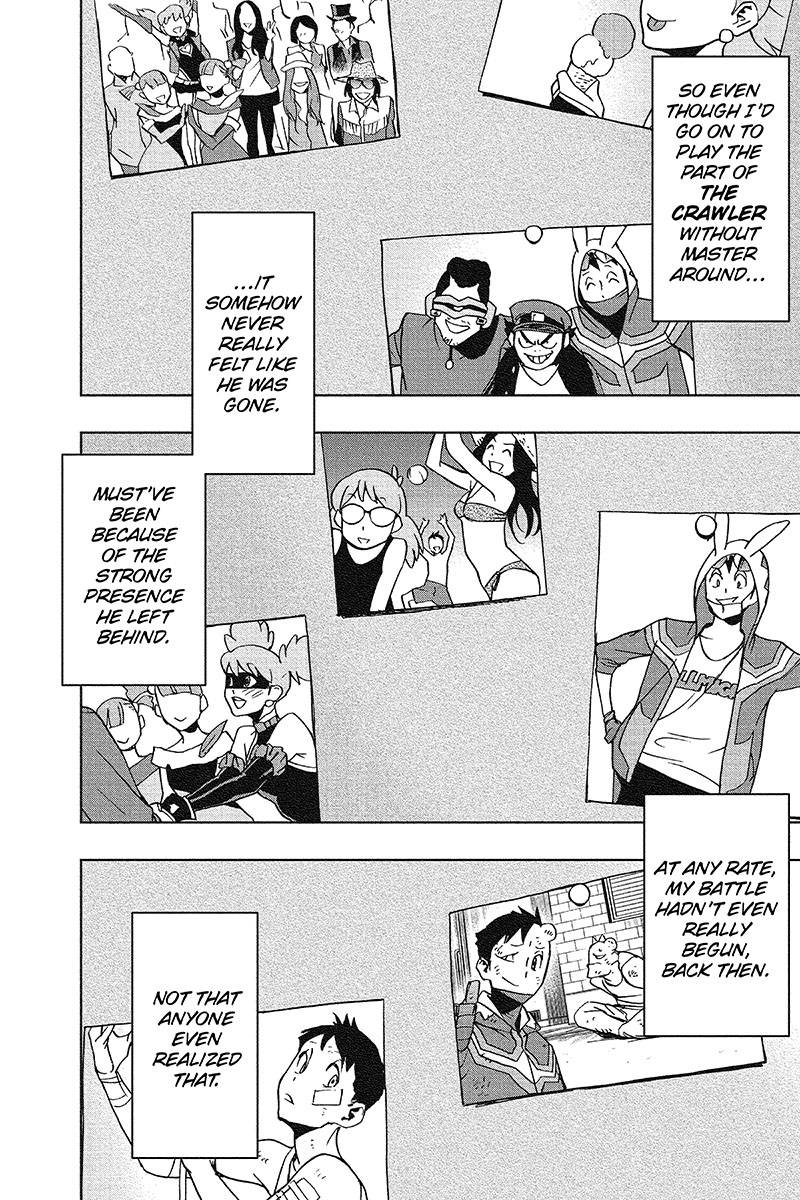 SO EVEN
THOUGH I'D
GO ON TO
PLAY THE
PART OF
THE
CRAWLER
WITHOUT
MASTER
AROUND...
...IT
SOMEHOW
NEVER
REALLY
FELT LIKE
HE WAS
GONE.
MUST'VE
BEEN
BECAUSE
OF THE
STRONG
PRESENCE
HE LEFT
BEHIND.
LLMIGH
AT ANY RATE,
MY BATTLE
HADN'T EVEN
REALLY
BEGUN,
BACK THEN.
NOT THAT
ANYONE
EVEN
REALIZED
THAT.